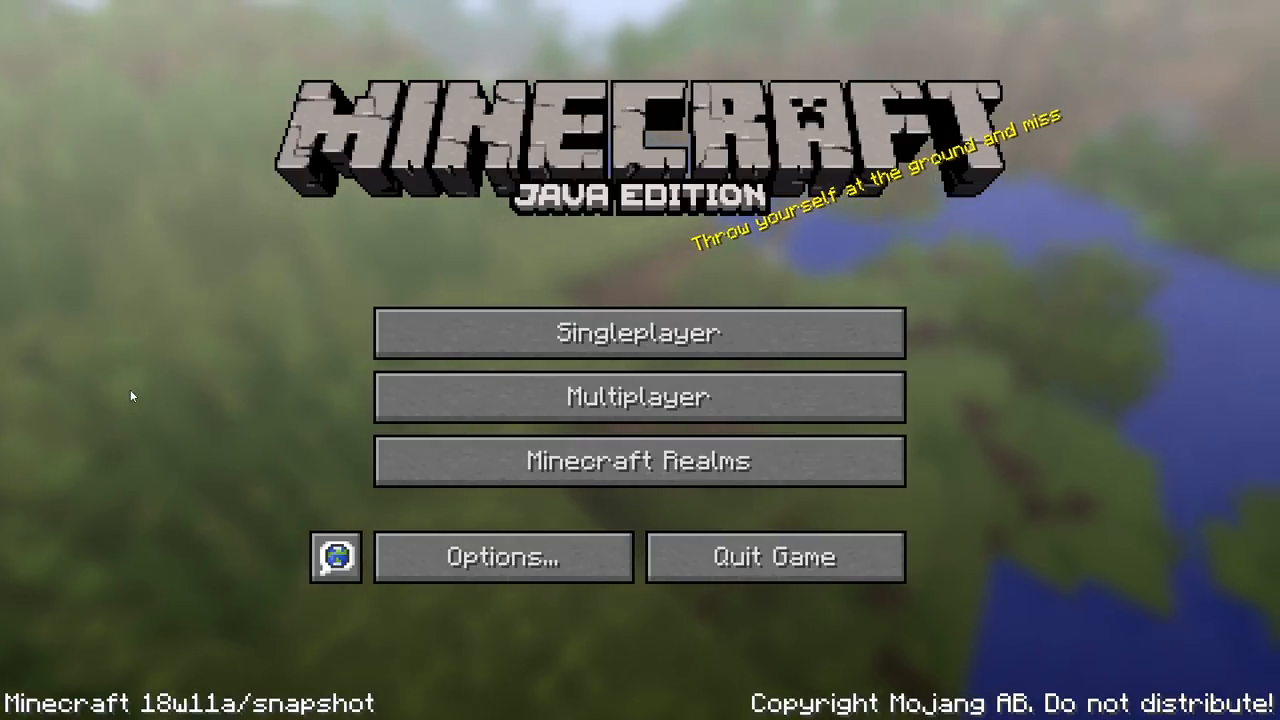 MINECRAFT
JAVA EDITION
Throw yourself at the ground and miss
Singleplayer
Multiplayer
Minecraft Realms
Options...
Quit Game
Minecraft 18w11a/snapshot
Copyright Mojang AB. Do not distribute!